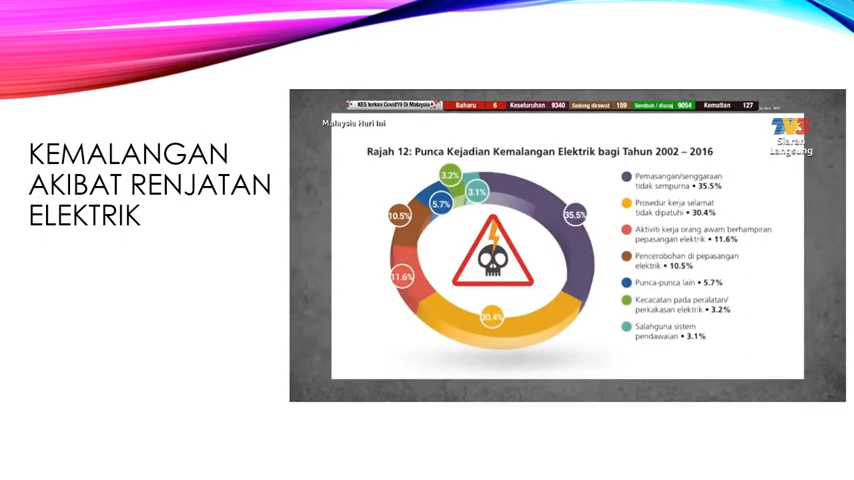 KES terkini Covid19 Di Malaysia Baharu 6 Keseluruhan 9340 Sedang dirawat 159 Sembuh / discaj 9054 Kematian 127
Malaysia Hari Ini
TV3
Siaran
Langsung
KEMALANGAN
AKIBAT RENJATAN
ELEKTRIK
Rajah 12: Punca Kejadian Kemalangan Elektrik bagi Tahun 2002 – 2016
3.2%
3.1%
5.7%
10.5%
35.5%
11.6%
30.4%
Pemasangan/senggaraan
tidak sempurna • 35.5%
Prosedur kerja selamat
tidak dipatuhi • 30.4%
Aktiviti kerja orang awam berhampiran
pepasangan elektrik • 11.6%
Pencerobohan di pepasangan
elektrik • 10.5%
Punca-punca lain • 5.7%
Kecacatan pada peralatan/
perkakasan elektrik • 3.2%
Salahguna sistem
pendawaian • 3.1%